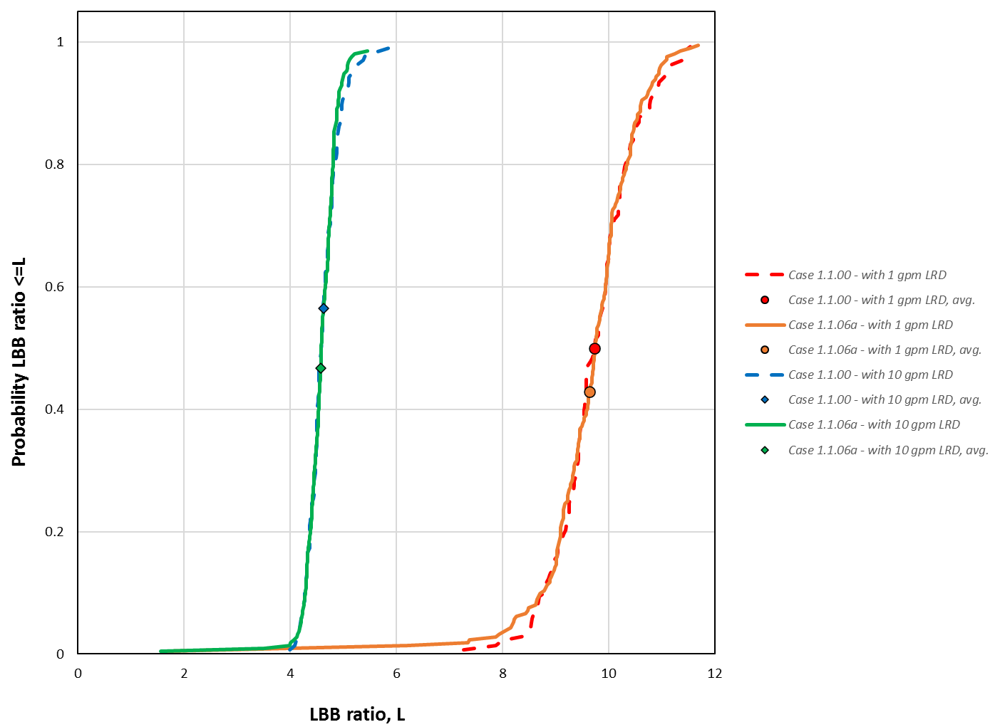 1
0.8
0.6
0.4
0.2
0
0
2
4
6
8
10
12
Probability LBB ratio <=L
LBB ratio, L
Case 1.1.00 - with 1 gpm LRD
Case 1.1.00 - with 1 gpm LRD, avg.
Case 1.1.06a - with 1 gpm LRD
Case 1.1.06a - with 1 gpm LRD, avg.
Case 1.1.00 - with 10 gpm LRD
Case 1.1.00 - with 10 gpm LRD, avg.
Case 1.1.06a - with 10 gpm LRD
Case 1.1.06a - with 10 gpm LRD, avg.